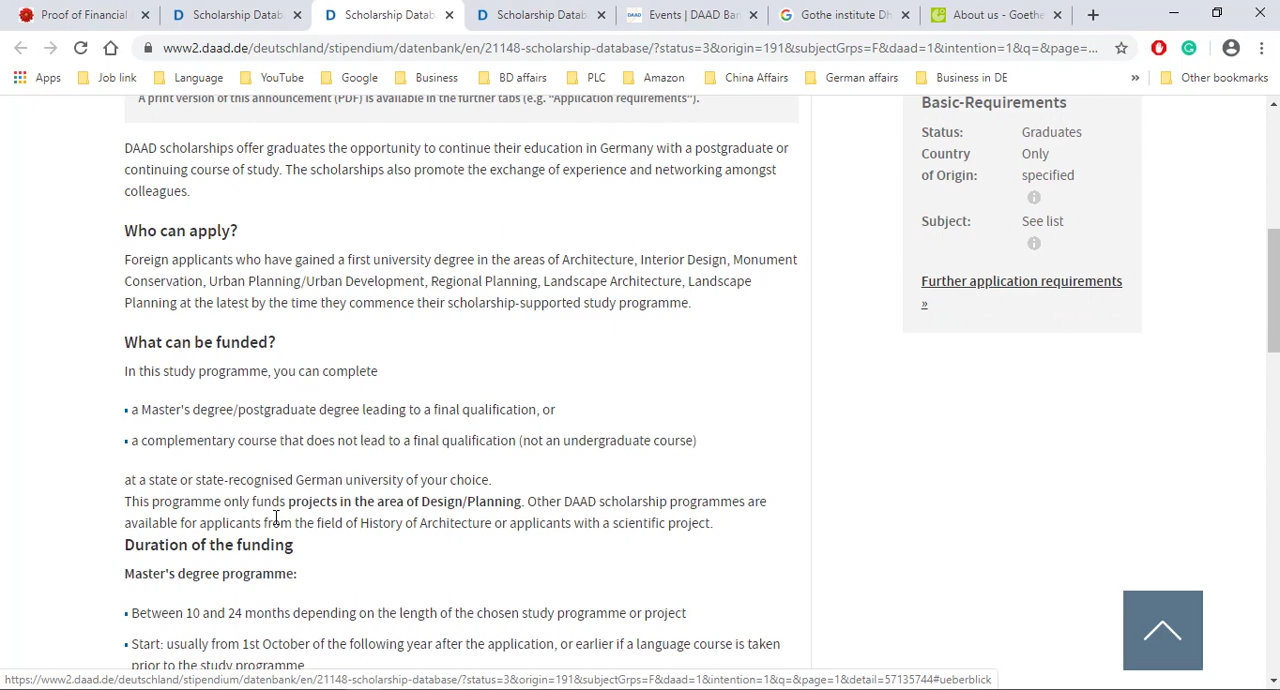 Proof of Financial
Scholarship Datab
Scholarship Datab
Scholarship Datab
Events | DAAD Ban
Gothe institute Dh
About us - Goethe
www2.daad.de/deutschland/stipendium/datenbank/en/21148-scholarship-database/?status=3&origin=191&subjectGrps=F&daad=1&intention=1&q=&page=...
Apps
Job link
Language
YouTube
Google
Business
BD affairs
PLC
Amazon
China Affairs
German affairs
Business in DE
»
Other bookmarks
A print version of this announcement (PDF) is available in the further tabs (e.g. "Application requirements").
DAAD scholarships offer graduates the opportunity to continue their education in Germany with a postgraduate or
continuing course of study. The scholarships also promote the exchange of experience and networking amongst
colleagues.
Who can apply?
Foreign applicants who have gained a first university degree in the areas of Architecture, Interior Design, Monument
Conservation, Urban Planning/Urban Development, Regional Planning, Landscape Architecture, Landscape
Planning at the latest by the time they commence their scholarship-supported study programme.
What can be funded?
In this study programme, you can complete
▪ a Master's degree/postgraduate degree leading to a final qualification, or
▪ a complementary course that does not lead to a final qualification (not an undergraduate course)
at a state or state-recognised German university of your choice.
This programme only funds projects in the area of Design/Planning. Other DAAD scholarship programmes are
available for applicants from the field of History of Architecture or applicants with a scientific project.
Duration of the funding
Master's degree programme:
▪ Between 10 and 24 months depending on the length of the chosen study programme or project
▪ Start: usually from 1st October of the following year after the application, or earlier if a language course is taken
prior to the study programme
Basic-Requirements
Status: Graduates
Country Only
of Origin: specified
Subject: See list
Further application requirements
»
https://www2.daad.de/deutschland/stipendium/datenbank/en/21148-scholarship-database/?status=3&origin=191&subjectGrps=F&daad=1&intention=1&q=&page=1&detail=57135744#ueberblick